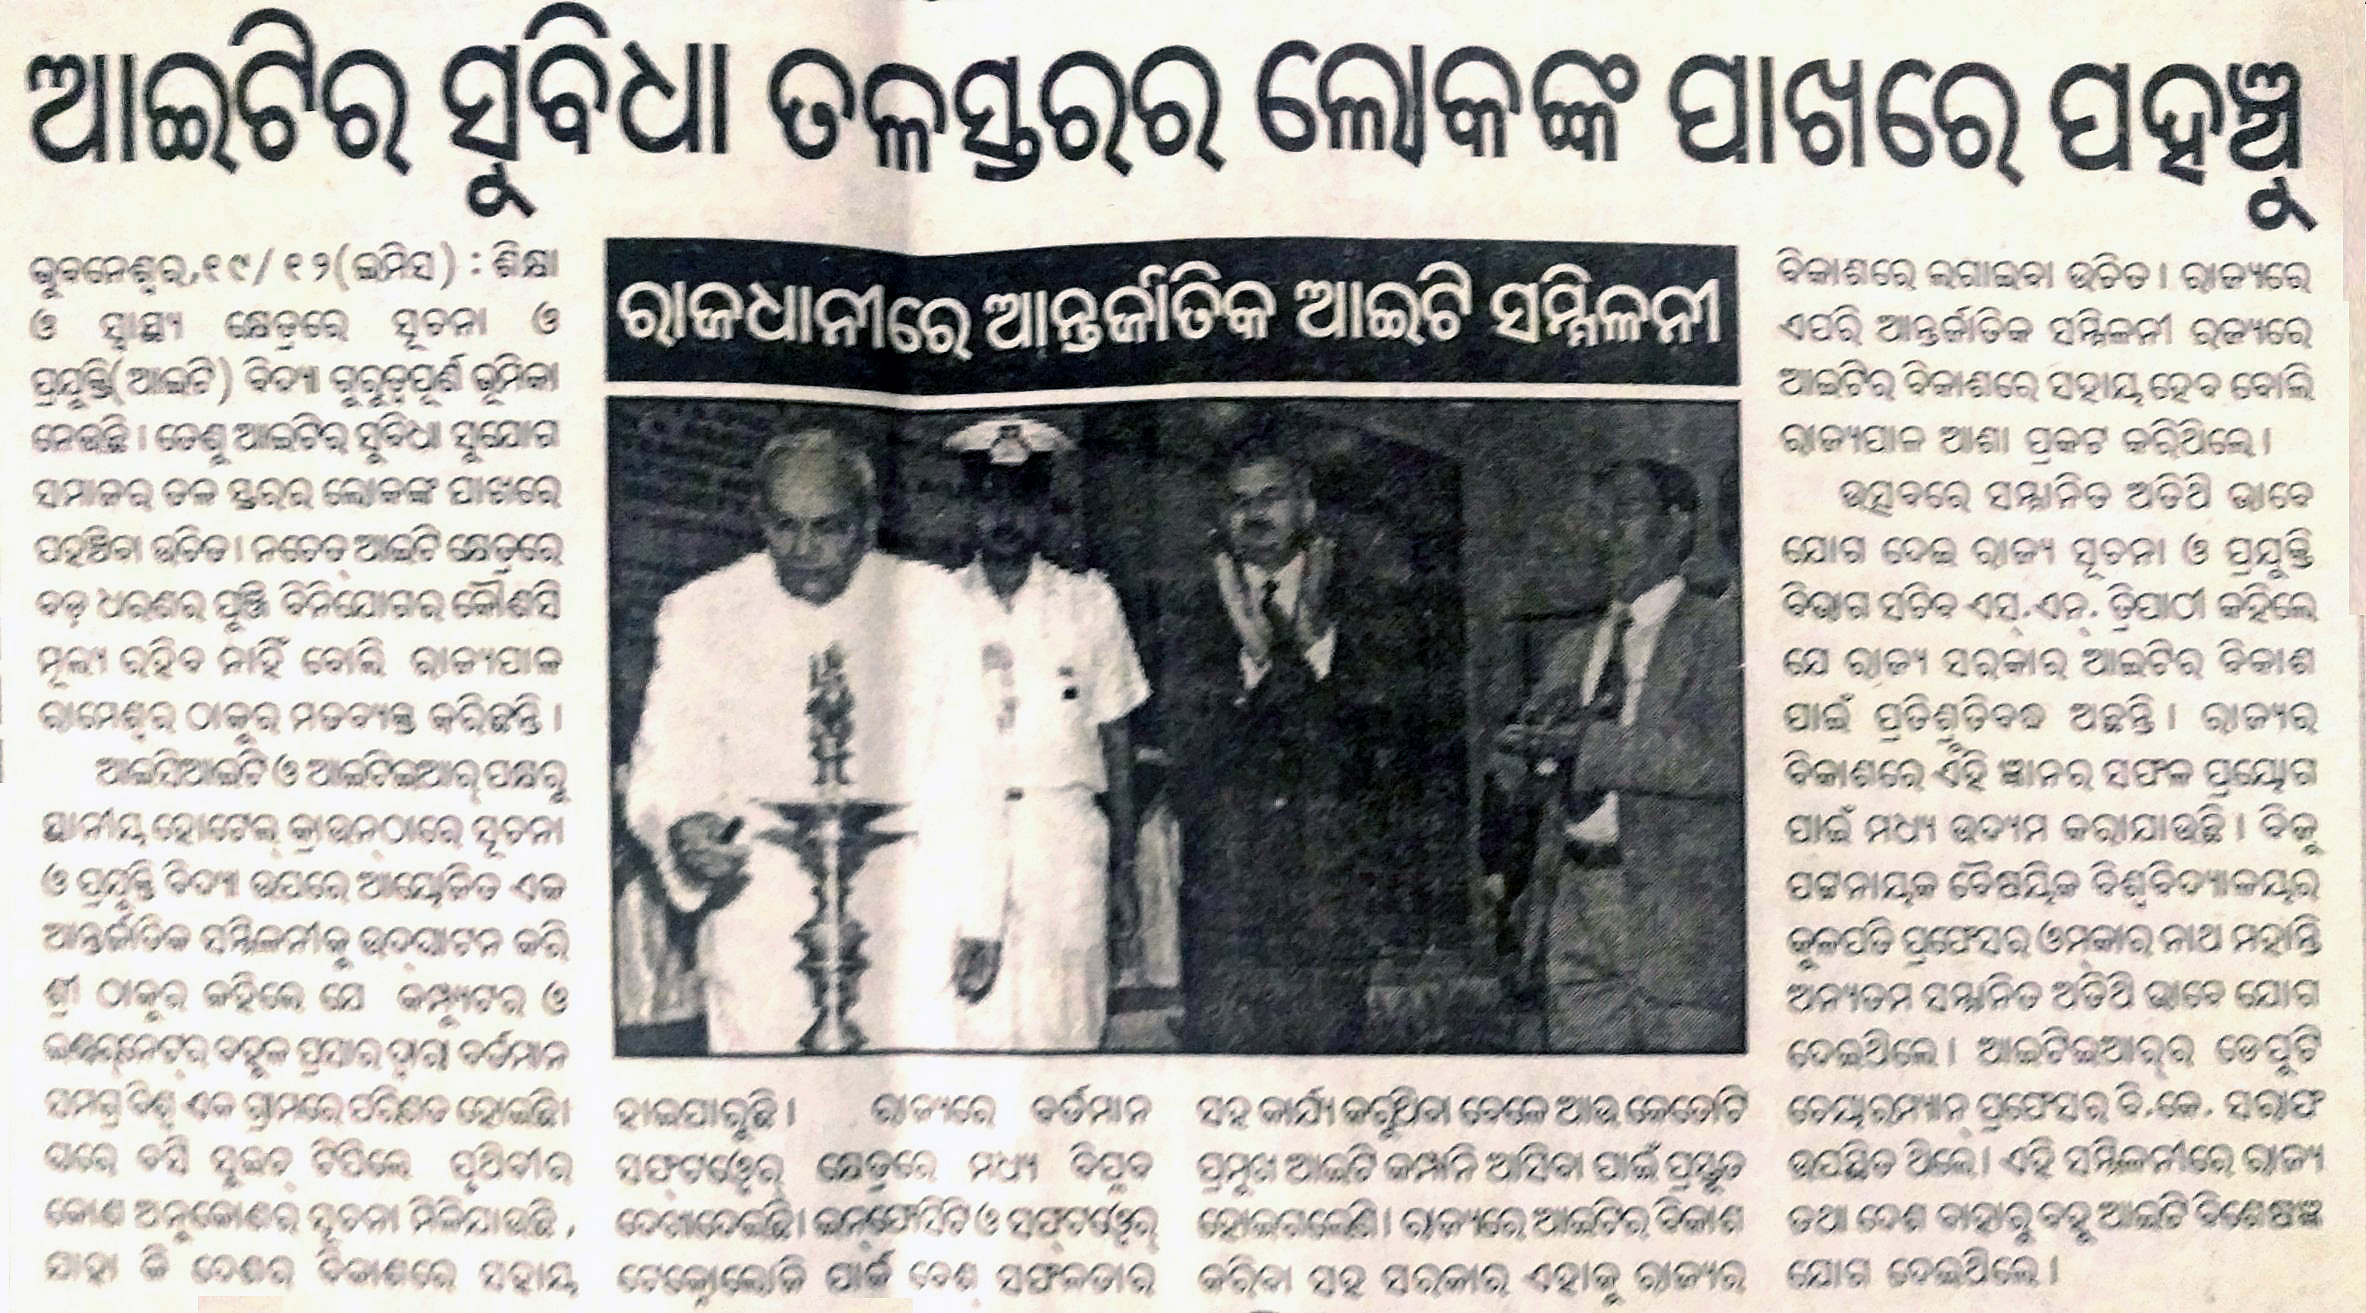 ଆଇଟିର ସୁବିଧା ତଳସ୍ତରର ଲୋକଙ୍କ ପାଖରେ ପହଞ୍ଚୁ
ଭୁବନେଶ୍ୱର,୧୯/୧୨(ଇମିସ) : ଶିକ୍ଷା
ଓ ସ୍ୱାସ୍ଥ୍ୟ କ୍ଷେତ୍ରରେ ସୂଚନା ଓ
ପ୍ରଯୁକ୍ତି(ଆଇଟି) ବିଦ୍ୟା ଗୁରୁତ୍ୱପୂର୍ଣ ଭୂମିକା
ନେଉଛି। ତେଣୁ ଆଇଟିର ସୁବିଧା ସୁଯୋଗ
ସମାଜର ତଳ ସ୍ତରର ଲୋକଙ୍କ ପାଖରେ
ପହଞ୍ଚିବା ଉଚିତ। ନଚେତ୍ ଆଇଟି କ୍ଷେତ୍ରରେ
ବଡ଼ ଧରଣର ପୁଞ୍ଜି ବିନିଯୋଗର କୌଣସି
ମୂଲ୍ୟ ରହିବ ନାହିଁ ବୋଲି ରାଜ୍ୟପାଳ
ରାମେଶ୍ୱର ଠାକୁର ମତବ୍ୟକ୍ତ କରିଛନ୍ତି।
ଆଇସିଆଇଟି ଓ ଆଇଟିଇଆର୍ ପକ୍ଷରୁ
ସ୍ଥାନୀୟ ହୋଟେଲ୍ କ୍ରାଉନ୍‌ଠାରେ ସୂଚନା
ଓ ପ୍ରଯୁକ୍ତି ବିଦ୍ୟା ଉପରେ ଆୟୋଜିତ ଏକ
ଆନ୍ତର୍ଜାତିକ ସମ୍ମିଳନୀକୁ ଉଦ୍‌ଘାଟନ କରି
ଶ୍ରୀ ଠାକୁର କହିଲେ ଯେ କମ୍ପ୍ୟୁଟର ଓ
ଇଣ୍ଟରନେଟ୍‌ର ବହୁଳ ପ୍ରସାର ଦ୍ୱାରା ବର୍ତମାନ
ସମଗ୍ର ବିଶ୍ୱ ଏକ ଗ୍ରାମରେ ପରିଣତ ହୋଇଛି।
ଘରେ ବସି ସୁଇଚ୍ ଟିପିଲେ ପୃଥିବୀର
କୋଣ ଅନୁକୋଣର ସୂଚନା ମିଳିଯାଉଛି,
ଯାହା କି ଦେଶର ବିକାଶରେ ସହାୟ
ରାଜଧାନୀରେ ଆନ୍ତର୍ଜାତିକ ଆଇଟି ସମ୍ମିଳନୀ
ହାଇପାରୁଛି। ରାଜ୍ୟରେ ବର୍ତମାନ
ସଫ୍‌ଟୱେର୍ କ୍ଷେତ୍ରରେ ମଧ୍ୟ ବିପ୍ଳବ
ଦେଖାଦେଇଛି। ଇନ୍‌ଫୋସିଟି ଓ ସଫ୍‌ଟୱେର୍
ଟେକ୍ନୋଲୋଜି ପାର୍କ ବେଶ ସଫଳତାର
ସହ କାର୍ଯ୍ୟ କରୁଥିବା ବେଳେ ଆଉ କେତୋଟି
ପ୍ରମୁଖ ଆଇଟି କମ୍ପାନି ଆସିବା ପାଇଁ ପ୍ରସ୍ତୁତ
ହୋଇଗଲେଣି। ରାଜ୍ୟରେ ଆଇଟିର ବିକାଶ
କରିବା ସହ ସରକାର ଏହାକୁ ରାଜ୍ୟର
ବିକାଶରେ ଲଗାଇବା ଉଚିତ। ରାଜ୍ୟରେ
ଏପରି ଆନ୍ତର୍ଜାତିକ ସମ୍ମିଳନୀ ରାଜ୍ୟରେ
ଆଇଟିର ବିକାଶରେ ସହାୟ ହେବ ବୋଲି
ରାଜ୍ୟପାଳ ଆଶା ପ୍ରକଟ କରିଥିଲେ।
ଉତ୍ସବରେ ସମ୍ମାନିତ ଅତିଥି ଭାବେ
ଯୋଗ ଦେଇ ରାଜ୍ୟ ସୂଚନା ଓ ପ୍ରଯୁକ୍ତି
ବିଭାଗ ସଚିବ ଏସ୍.ଏନ୍. ତ୍ରିପାଠୀ କହିଲେ
ଯେ ରାଜ୍ୟ ସରକାର ଆଇଟିର ବିକାଶ
ପାଇଁ ପ୍ରତିଶ୍ରୁତିବଦ୍ଧ ଅଛନ୍ତି। ରାଜ୍ୟର
ବିକାଶରେ ଏହି ଜ୍ଞାନର ସଫଳ ପ୍ରୟୋଗ
ପାଇଁ ମଧ୍ୟ ଉଦ୍ୟମ କରାଯାଉଛି। ବିଜୁ
ପଟ୍ଟନାୟକ ବୈଷୟିକ ବିଶ୍ୱବିଦ୍ୟାଳୟର
କୁଳପତି ପ୍ରଫେସର ଓମ୍‌କାର ନାଥ ମହାନ୍ତି
ଅନ୍ୟତମ ସମ୍ମାନିତ ଅତିଥି ଭାବେ ଯୋଗ
ଦେଇଥିଲେ। ଆଇଟିଇଆର୍‌ର ଡେପୁଟି
ଚେୟାରମ୍ୟାନ୍ ପ୍ରଫେସର ବି.କେ. ସରାଫ
ଉପସ୍ଥିତ ଥିଲେ। ଏହି ସମ୍ମିଳନୀରେ ରାଜ୍ୟ
ତଥା ଦେଶ ବାହାରୁ ବହୁ ଆଇଟି ବିଶେଷଜ୍ଞ
ଯୋଗ ଦେଇଥିଲେ।